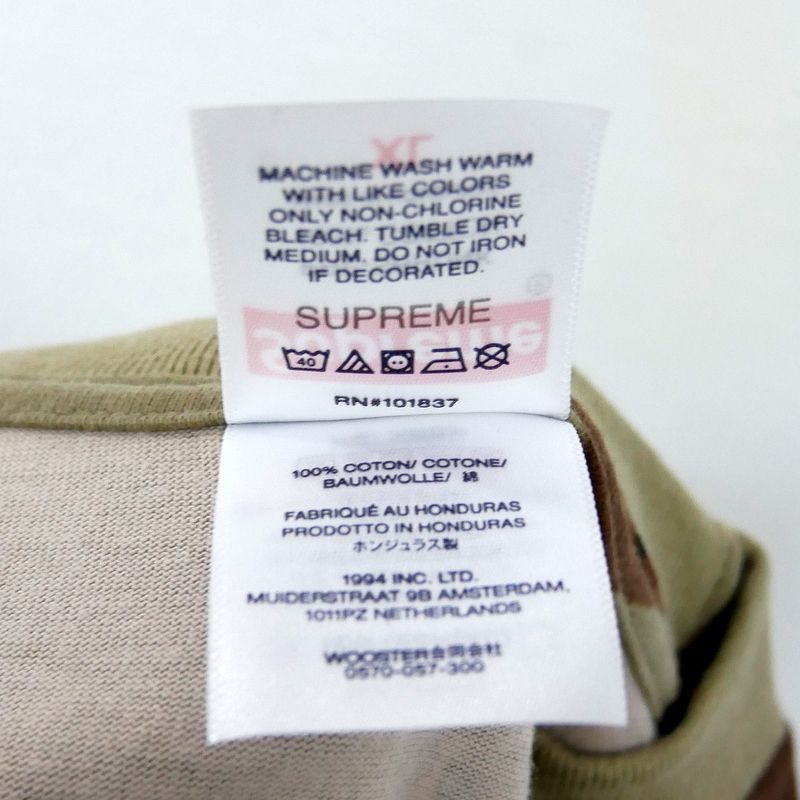 XL
MACHINE WASH WARM
WITH LIKE COLORS
ONLY NON-CHLORINE
BLEACH. TUMBLE DRY
MEDIUM. DO NOT IRON
IF DECORATED.
SUPREME
Supreme
40
RN#101837
100% COTON/ COTONE/
BAUMWOLLE/ 綿
FABRIQUÉ AU HONDURAS
PRODOTTO IN HONDURAS
ホンジュラス製
1994 INC. LTD.
MUIDERSTRAAT 9B AMSTERDAM,
1011PZ NETHERLANDS
WOOSTER合同会社
0570-057-300